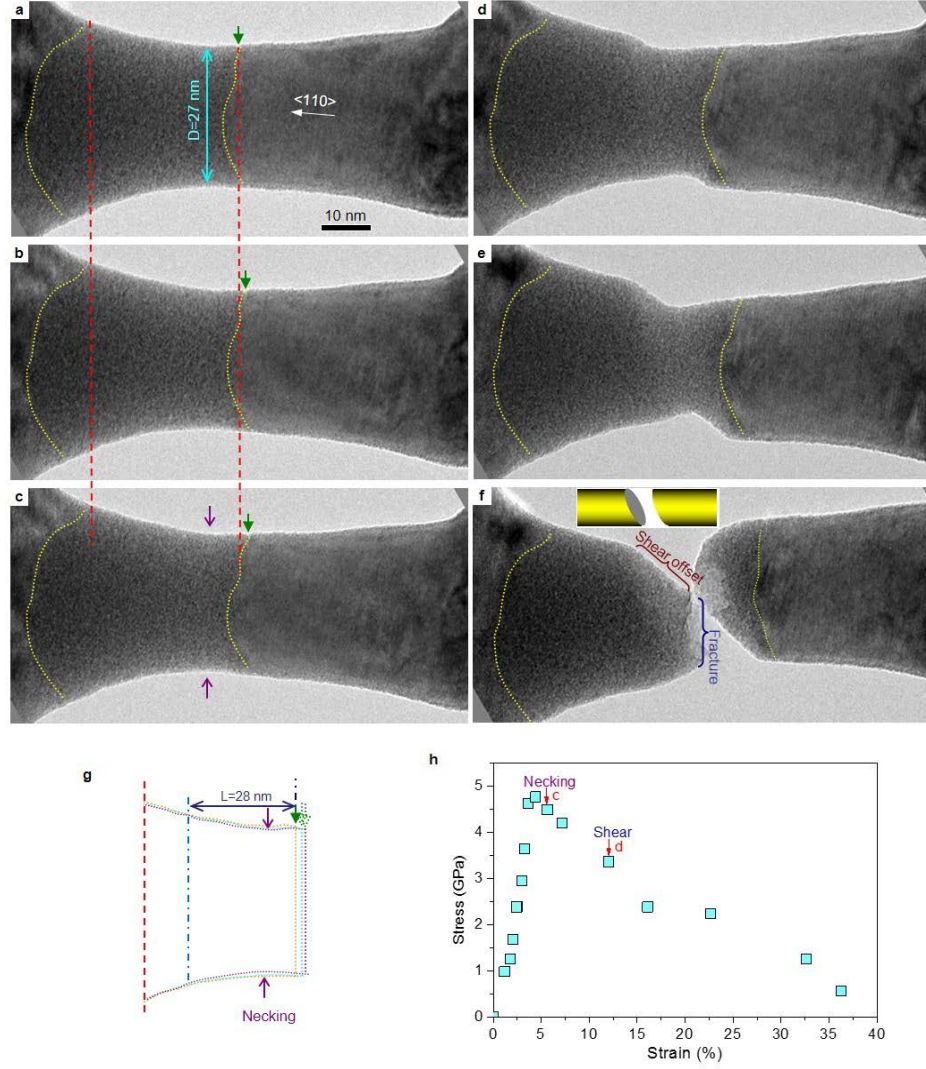 a
D=27 nm
<110>
10 nm
b
c
d
e
f
Shear offset
Fracture
g
L=28 nm
Necking
h
5
4
3
2
1
0
Stress (GPa)
Necking
c
Shear
d
0 5 10 15 20 25 30 35 40
Strain (%)